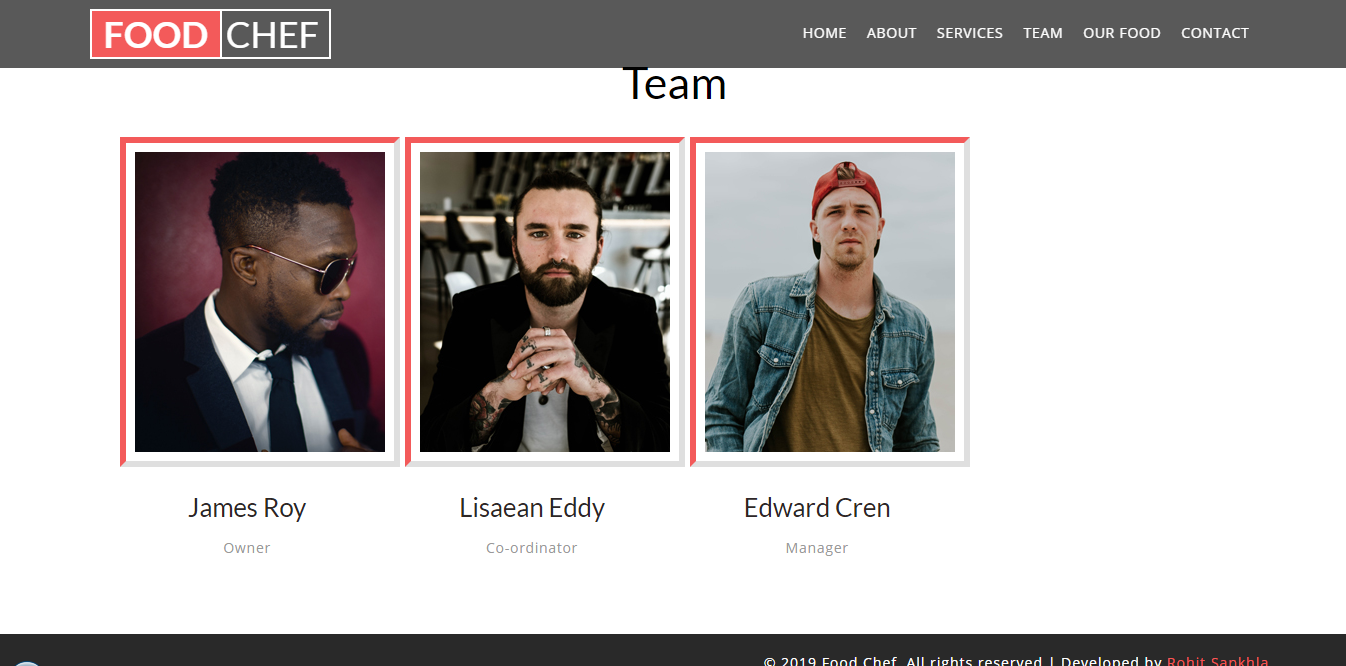 FOOD CHEF HOME ABOUT SERVICES TEAM OUR FOOD CONTACT
Team
James Roy Lisaean Eddy Edward Cren
Owner Co-ordinator Manager
© 2019 Food Chef. All rights reserved | Developed by Rohit Sankhla